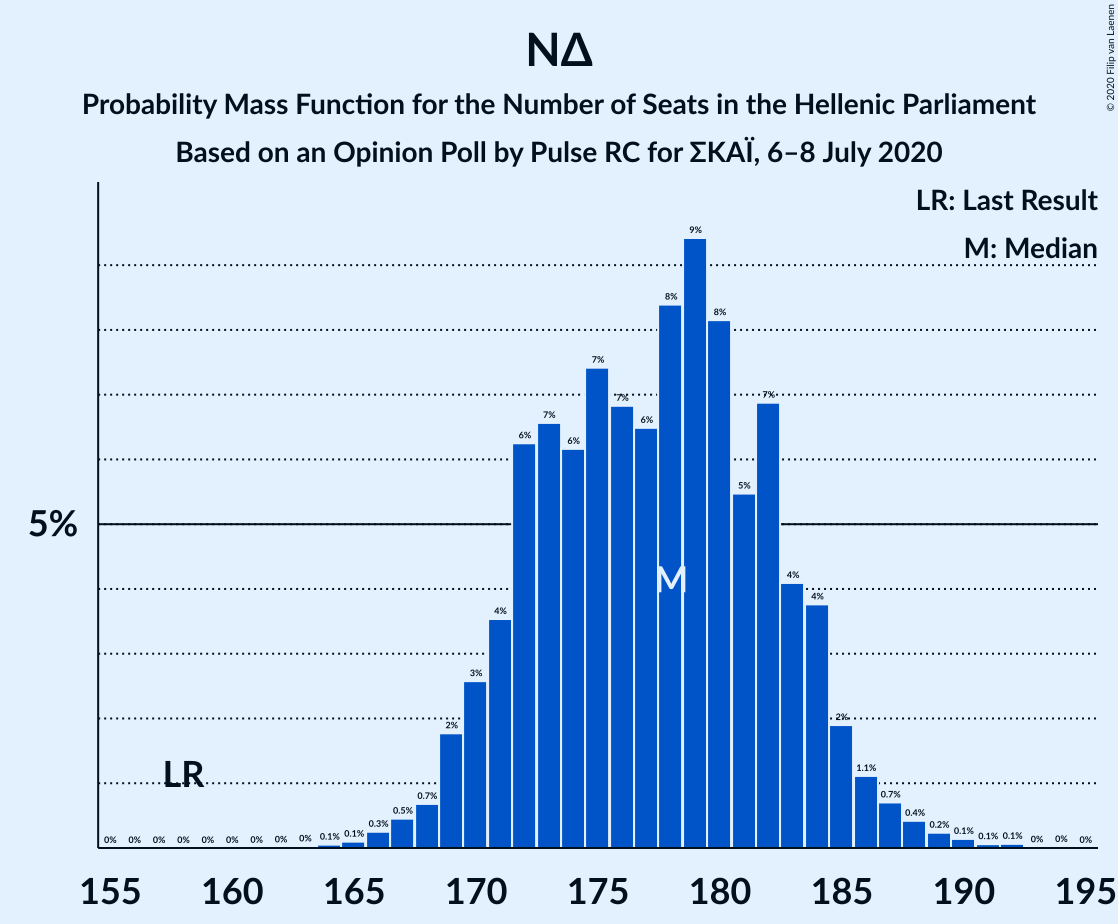 © 2020 Filip van Laenen
ΝΔ
Probability Mass Function for the Number of Seats in the Hellenic Parliament
Based on an Opinion Poll by Pulse RC for ΣΚΑΪ, 6–8 July 2020
LR: Last Result
M: Median
5%
0% 0% 0% 0% 0% 0% 0% 0% 0% 0.1% 0.1% 0.3% 0.5% 0.7% 2% 3% 4% 6% 7% 6% 7% 7% 6% 8% 9% 8% 5% 7% 4% 4% 2% 1.1% 0.7% 0.4% 0.2% 0.1% 0.1% 0.1% 0% 0% 0%
M
LR
155 160 165 170 175 180 185 190 195